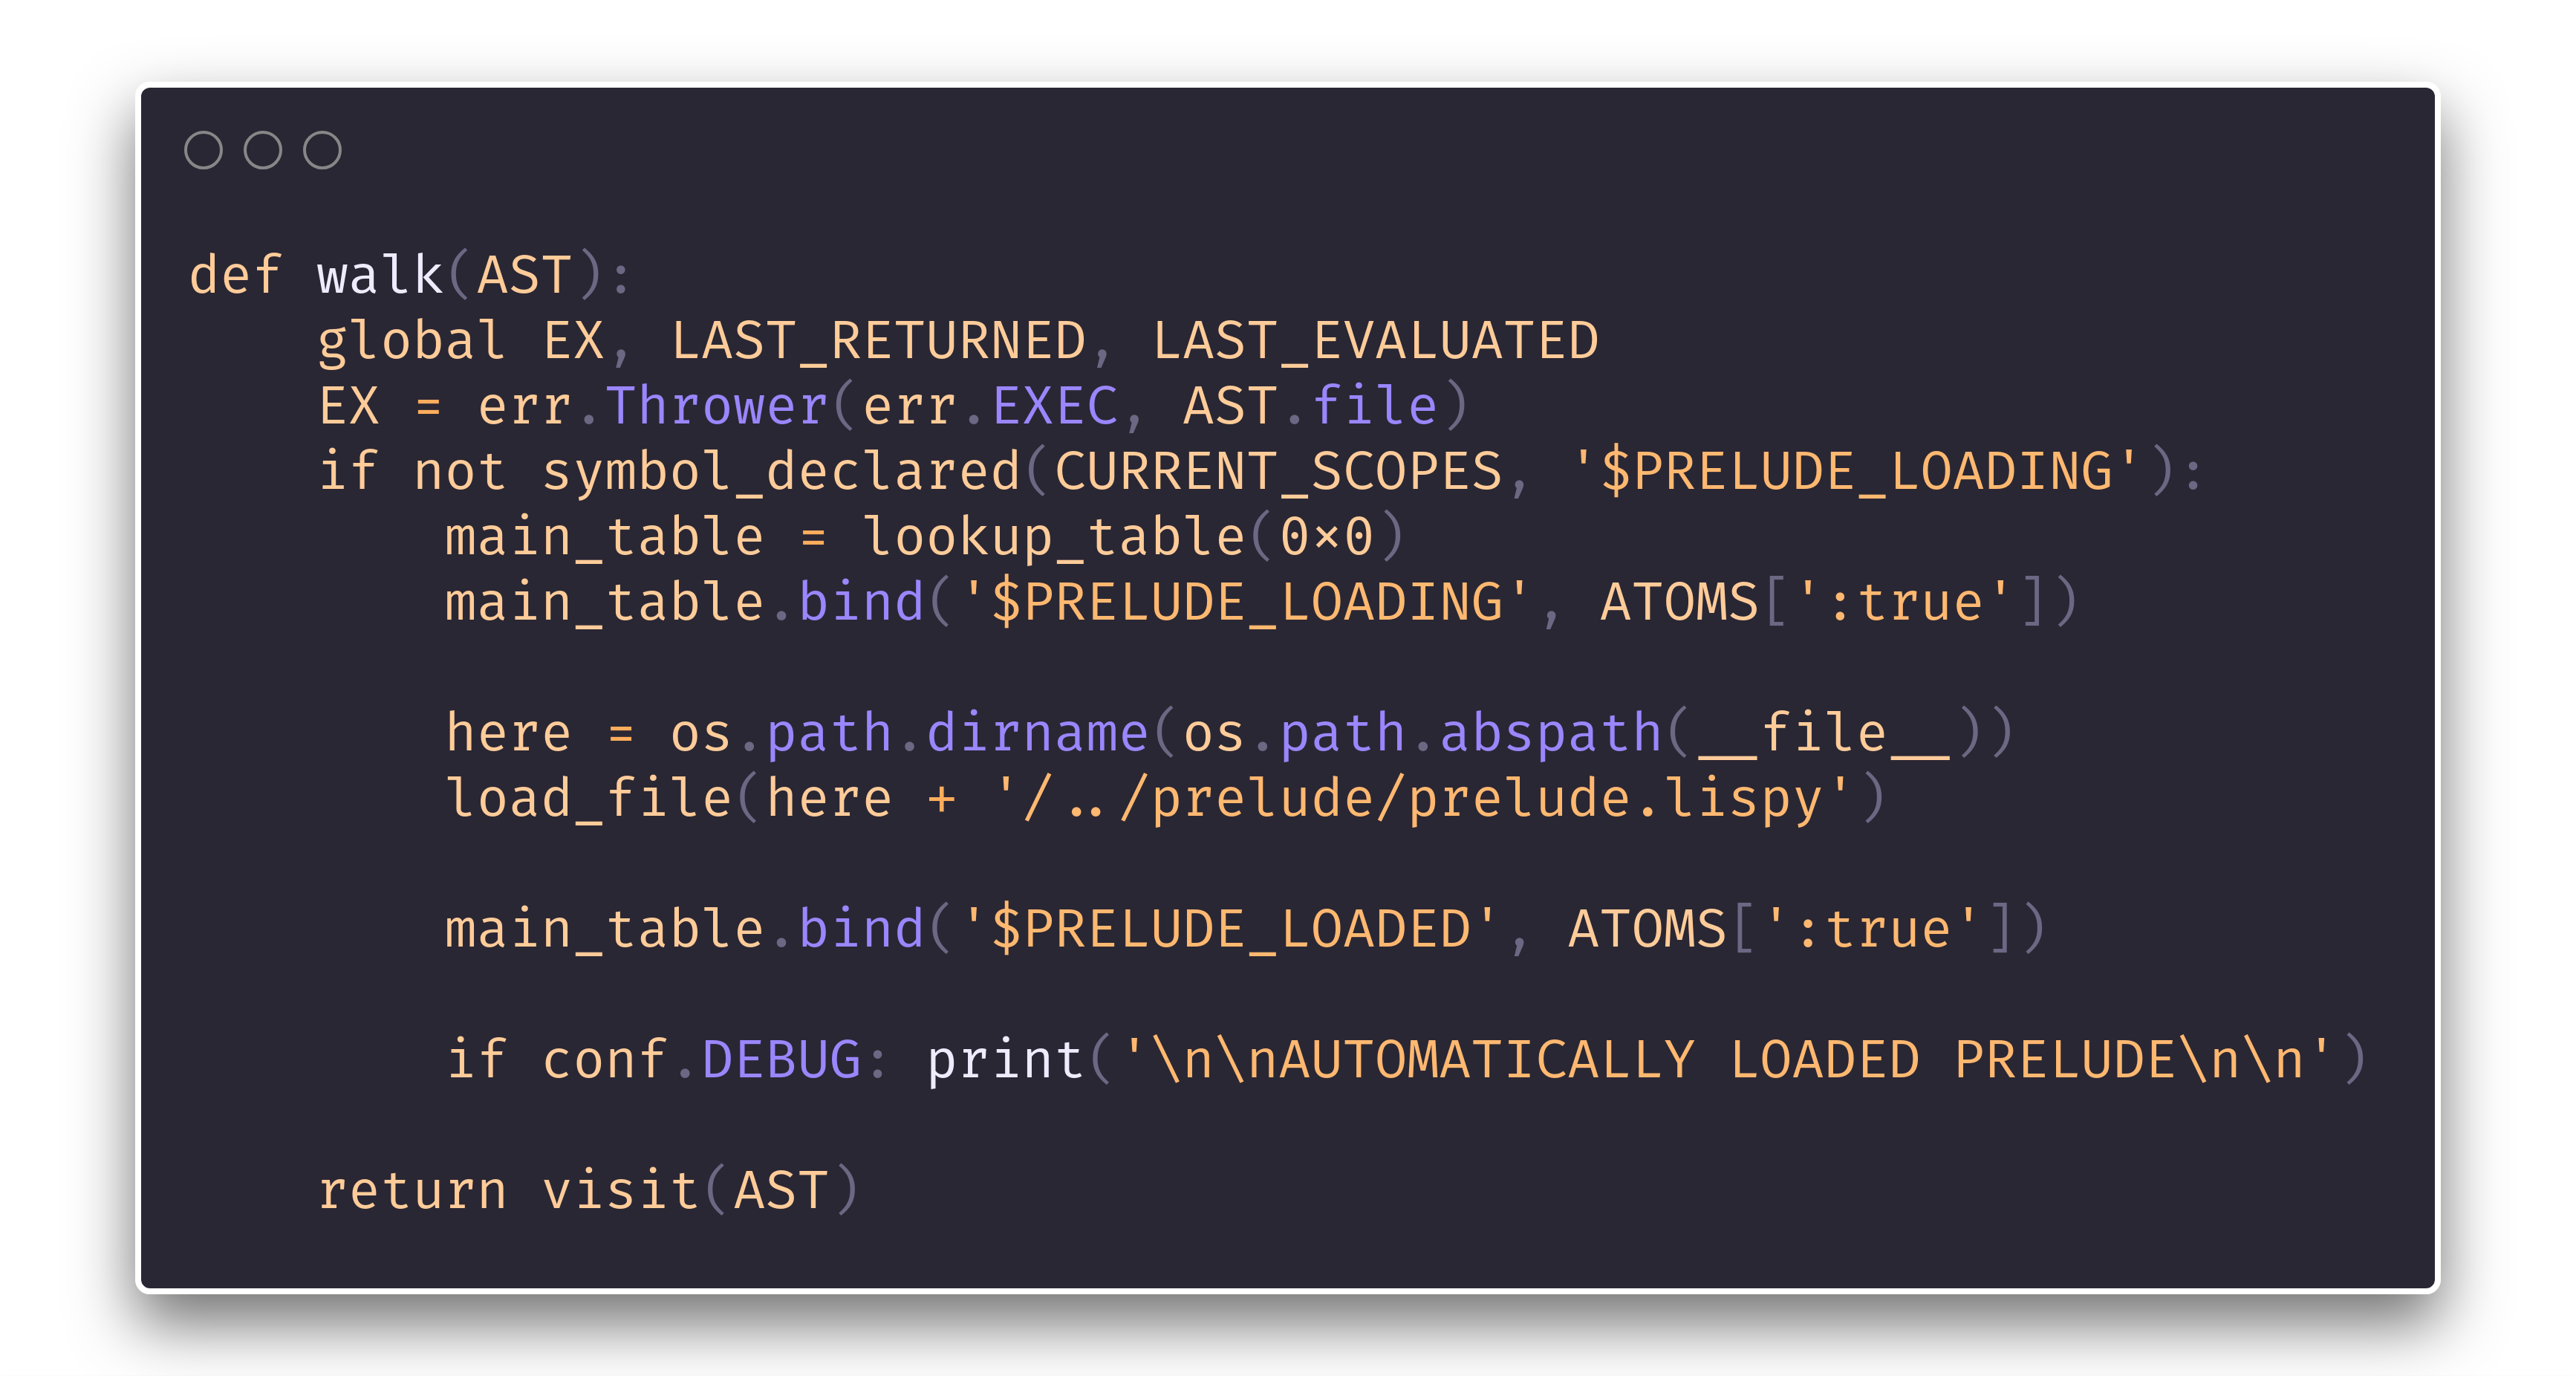 def walk(AST):
    global EX, LAST_RETURNED, LAST_EVALUATED
    EX = err.Thrower(err.EXEC, AST.file)
    if not symbol_declared(CURRENT_SCOPES, '$PRELUDE_LOADING'):
        main_table = lookup_table(0x0)
        main_table.bind('$PRELUDE_LOADING', ATOMS[':true'])

        here = os.path.dirname(os.path.abspath(__file__))
        load_file(here + '/../prelude/prelude.lispy')

        main_table.bind('$PRELUDE_LOADED', ATOMS[':true'])

        if conf.DEBUG: print('\n\nAUTOMATICALLY LOADED PRELUDE\n\n')

    return visit(AST)